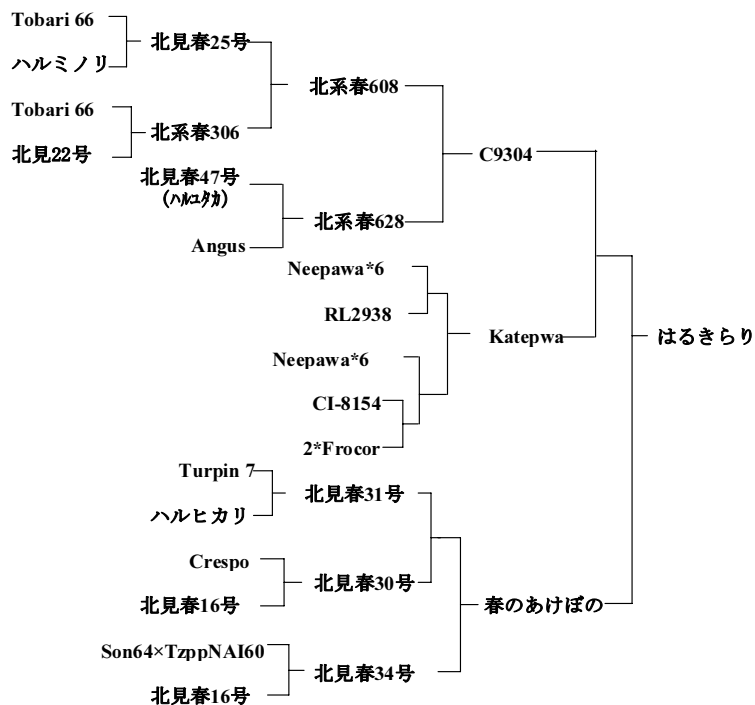 Tobari 66
北見春25号
ハルミノリ
北系春608
Tobari 66
北系春306
北見22号
C9304
北見春47号
(ハルユタカ)
北系春628
Angus
Neepawa*6
RL2938
Katepwa
はるきらり
Neepawa*6
CI-8154
2*Frocor
Turpin 7
北見春31号
ハルヒカリ
Crespo
北見春30号
北見春16号
春のあけぼの
Son64×TzppNAI60
北見春34号
北見春16号